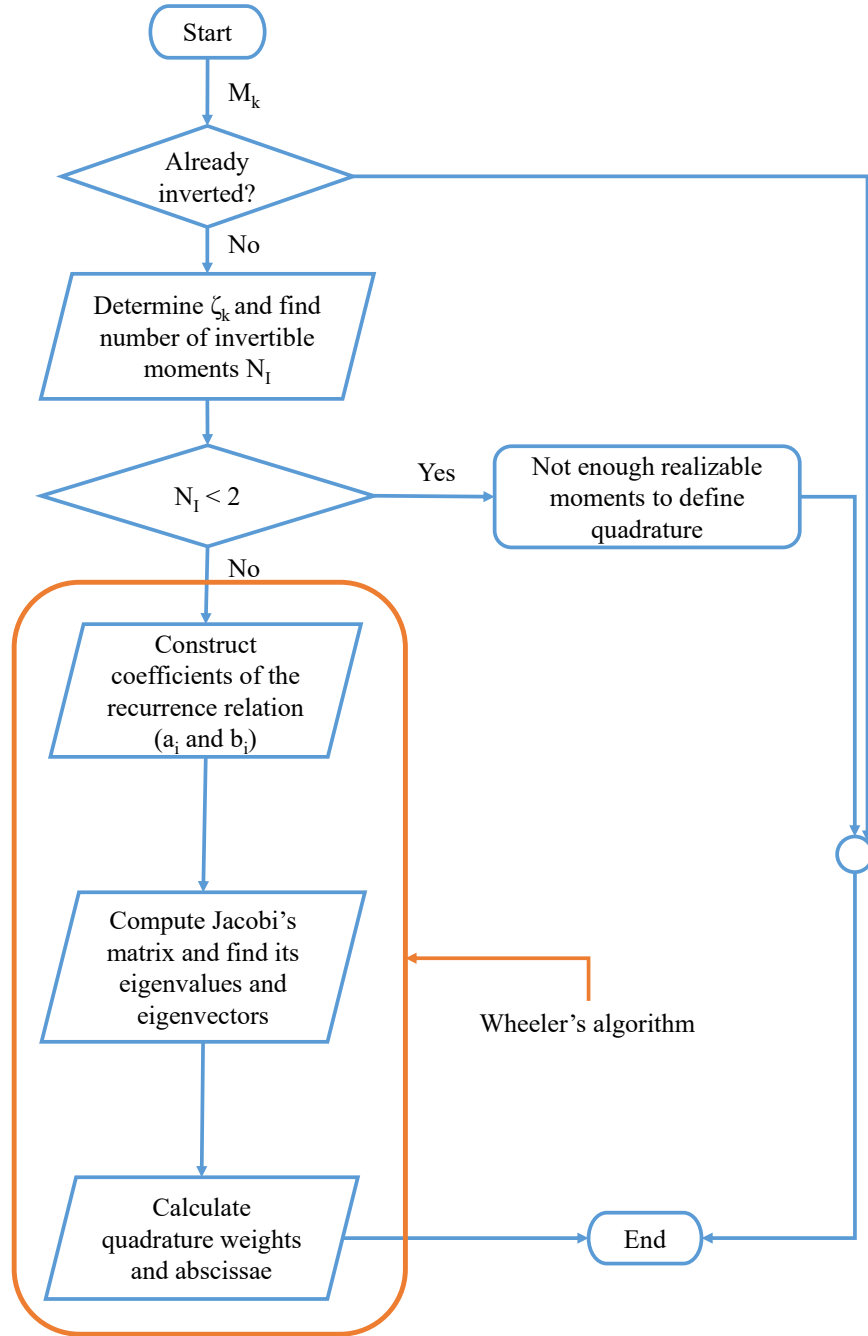 Start
M_k
Already
inverted?
No
Determine ζ_k and find
number of invertible
moments N_I
N_I < 2
Yes
Not enough realizable
moments to define
quadrature
No
Construct
coefficients of the
recurrence relation
(a_i and b_i)
Compute Jacobi’s
matrix and find its
eigenvalues and
eigenvectors
Wheeler’s algorithm
Calculate
quadrature weights
and abscissae
End